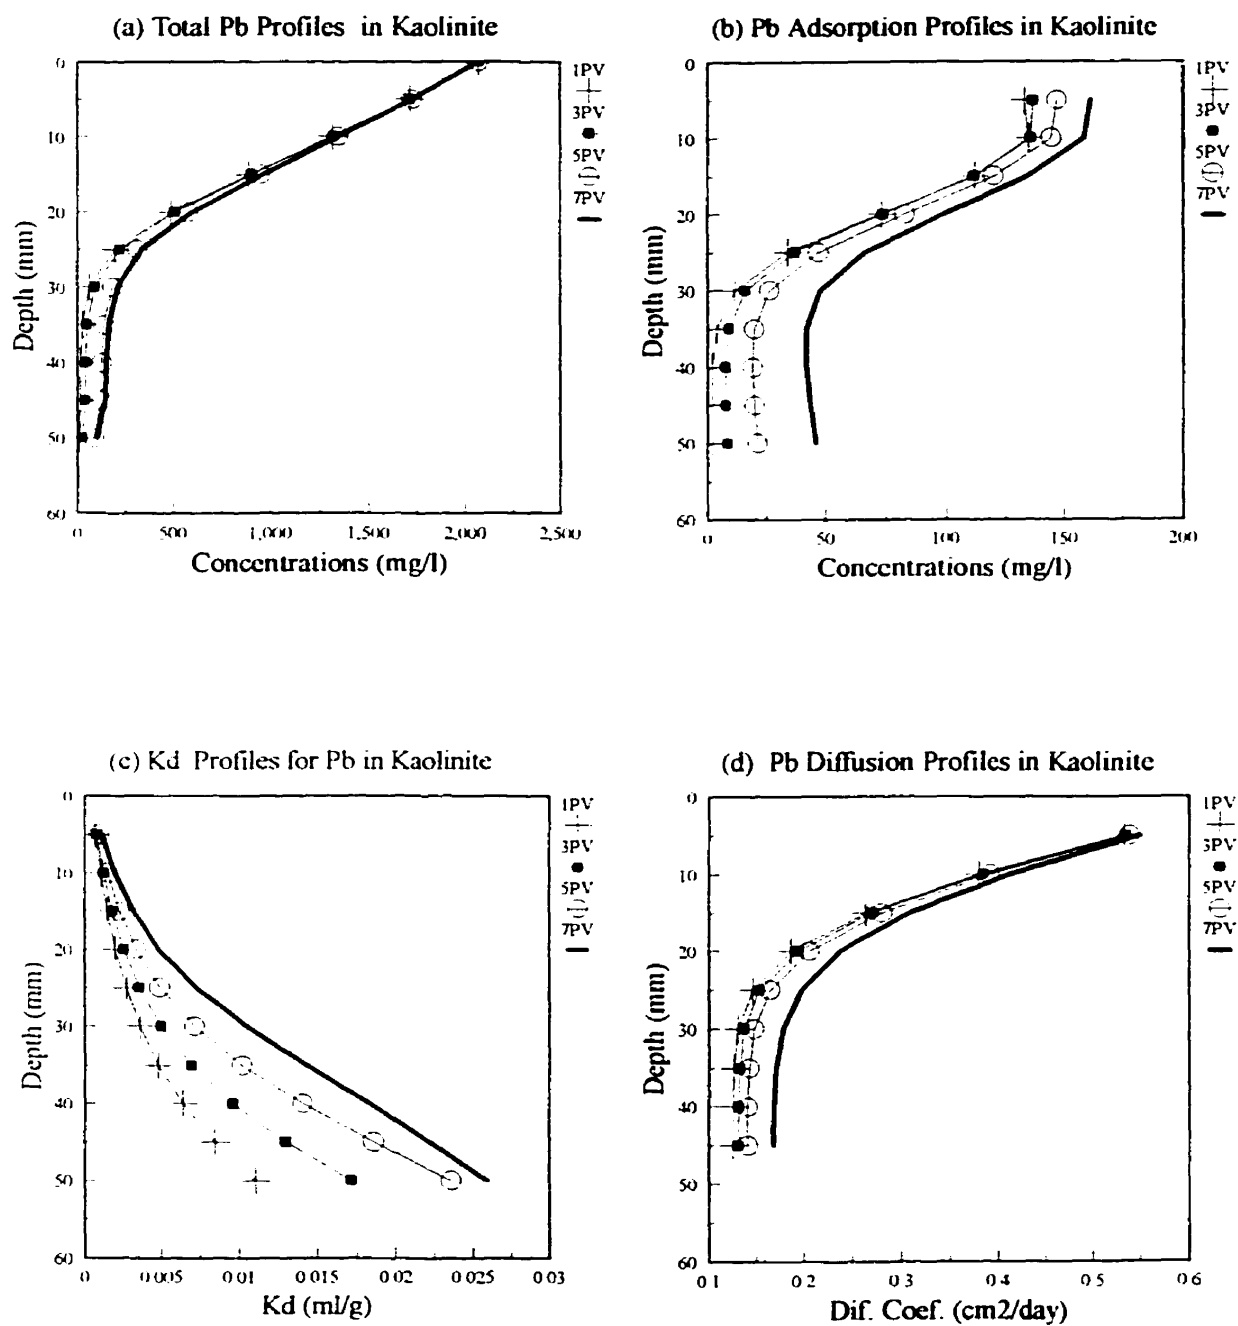 (a) Total Pb Profiles in Kaolinite
0
10
20
30
40
50
60
Depth (mm)
0
500
1,000
1,500
2,000
2,500
Concentrations (mg/l)
1PV
3PV
5PV
7PV
(b) Pb Adsorption Profiles in Kaolinite
0
10
20
30
40
50
60
Depth (mm)
0
50
100
150
200
Concentrations (mg/l)
1PV
3PV
5PV
7PV
(c) Kd Profiles for Pb in Kaolinite
0
10
20
30
40
50
60
Depth (mm)
0
0.005
0.01
0.015
0.02
0.025
0.03
Kd (ml/g)
1PV
3PV
5PV
7PV
(d) Pb Diffusion Profiles in Kaolinite
0
10
20
30
40
50
60
Depth (mm)
0.1
0.2
0.3
0.4
0.5
0.6
Dif. Coef. (cm2/day)
1PV
3PV
5PV
7PV